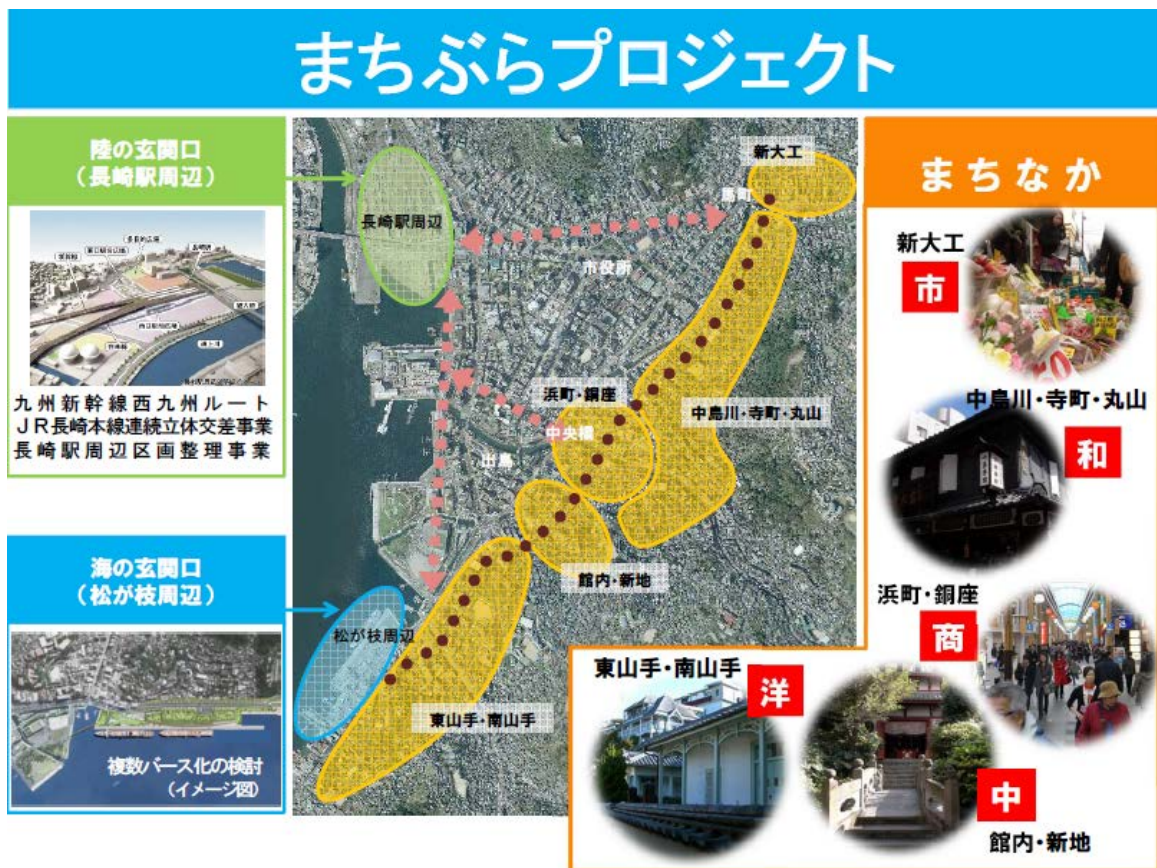 まちぶらプロジェクト
陸の玄関口
（長崎駅周辺）
九州新幹線西九州ルート
ＪＲ長崎本線連続立体交差事業
長崎駅周辺区画整理事業
海の玄関口
（松が枝周辺）
複数バース化の検討
（イメージ図）
新大工
長崎駅周辺
市役所
浜町・銅座
中央橋
出島
中島川・寺町・丸山
館内・新地
松が枝周辺
東山手・南山手
まちなか
新大工
市
中島川・寺町・丸山
和
浜町・銅座
商
東山手・南山手
洋
中
館内・新地